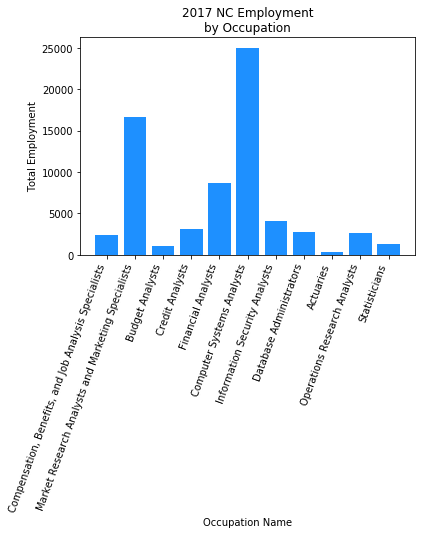 2017 NC Employment
by Occupation
Total Employment
25000
20000
15000
10000
5000
0
Compensation, Benefits, and Job Analysis Specialists
Market Research Analysts and Marketing Specialists
Budget Analysts
Credit Analysts
Financial Analysts
Computer Systems Analysts
Information Security Analysts
Database Administrators
Actuaries
Operations Research Analysts
Statisticians
Occupation Name